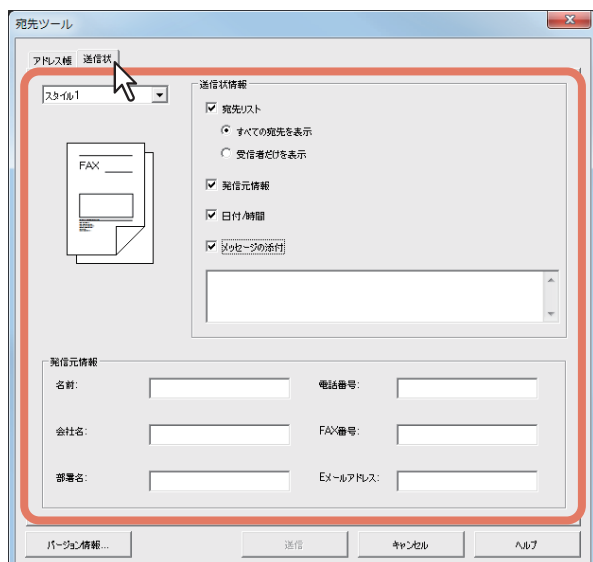 宛先ツール
アドレス帳
送信状
スタイル1
FAX
送信状情報
宛先リスト
すべての宛先を表示
受信者だけを表示
発信元情報
日付/時間
メッセージの添付
発信元情報
名前:
電話番号:
会社名:
FAX番号:
部署名:
Eメールアドレス:
バージョン情報...
送信
キャンセル
ヘルプ